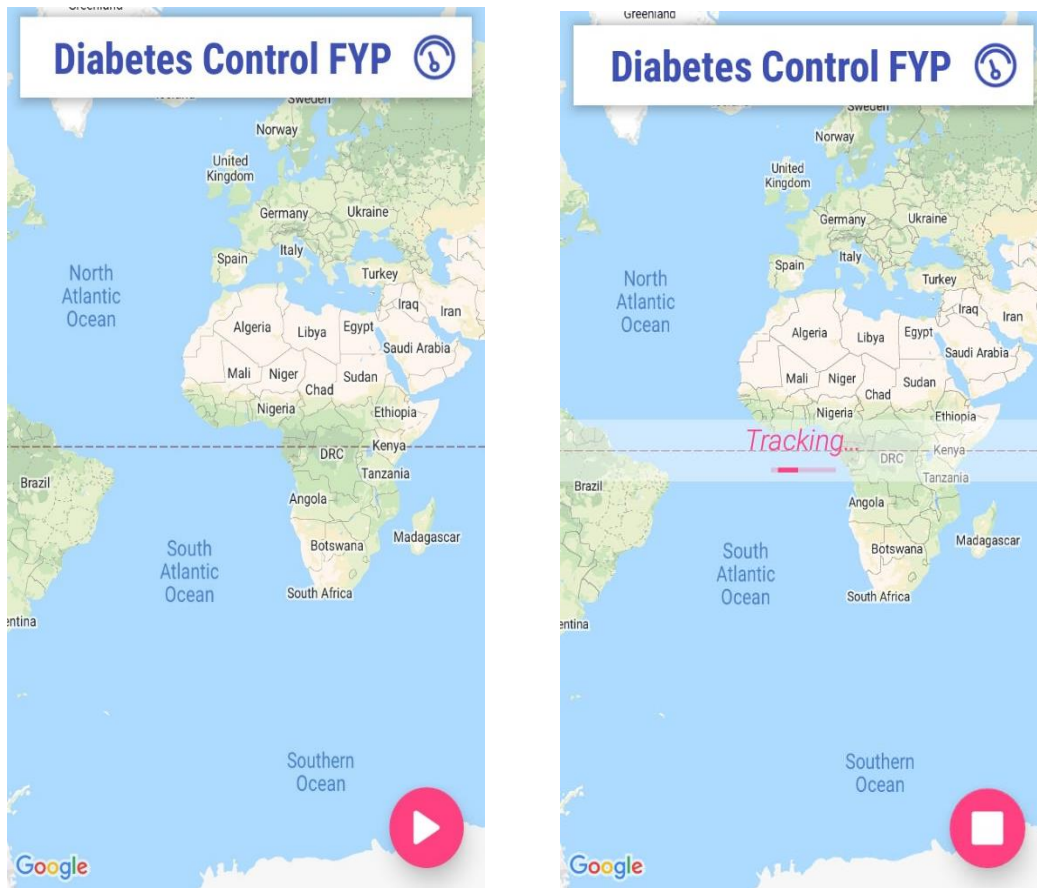 Diabetes Control FYP
Sweden
Norway
United
Kingdom
Germany
Ukraine
Italy
Spain
Turkey
North
Atlantic
Ocean
Iraq
Iran
Algeria
Libya
Egypt
Saudi Arabia
Mali
Niger
Chad
Sudan
Nigeria
Ethiopia
DRC
Kenya
Tanzania
Brazil
Angola
Botswana
Madagascar
South
Atlantic
Ocean
South Africa
entina
Southern
Ocean
Google
Greenland
Diabetes Control FYP
Sweden
Norway
United
Kingdom
Germany
Ukraine
Italy
Spain
Turkey
North
Atlantic
Ocean
Iraq
Iran
Algeria
Libya
Egypt
Saudi Arabia
Mali
Niger
Chad
Sudan
Nigeria
Ethiopia
Tracking...
DRC
Kenya
Tanzania
Brazil
Angola
Botswana
Madagascar
South
Atlantic
Ocean
South Africa
entina
Southern
Ocean
Google